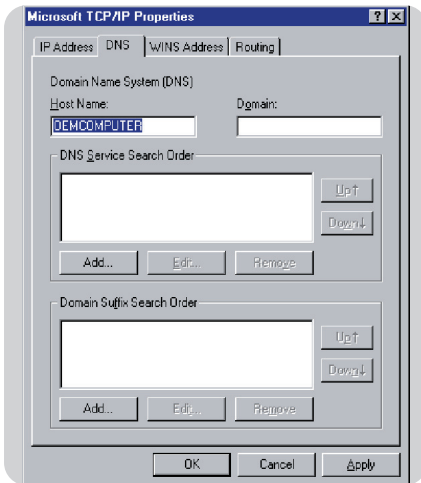 Microsoft TCP/IP Properties
IP Address DNS WINS Address Routing
Domain Name System (DNS)
Host Name: Domain:
OEMCOMPUTER
DNS Service Search Order
Up↑
Down↓
Add... Edit... Remove
Domain Suffix Search Order
Up↑
Down↓
Add... Edit... Remove
OK Cancel Apply